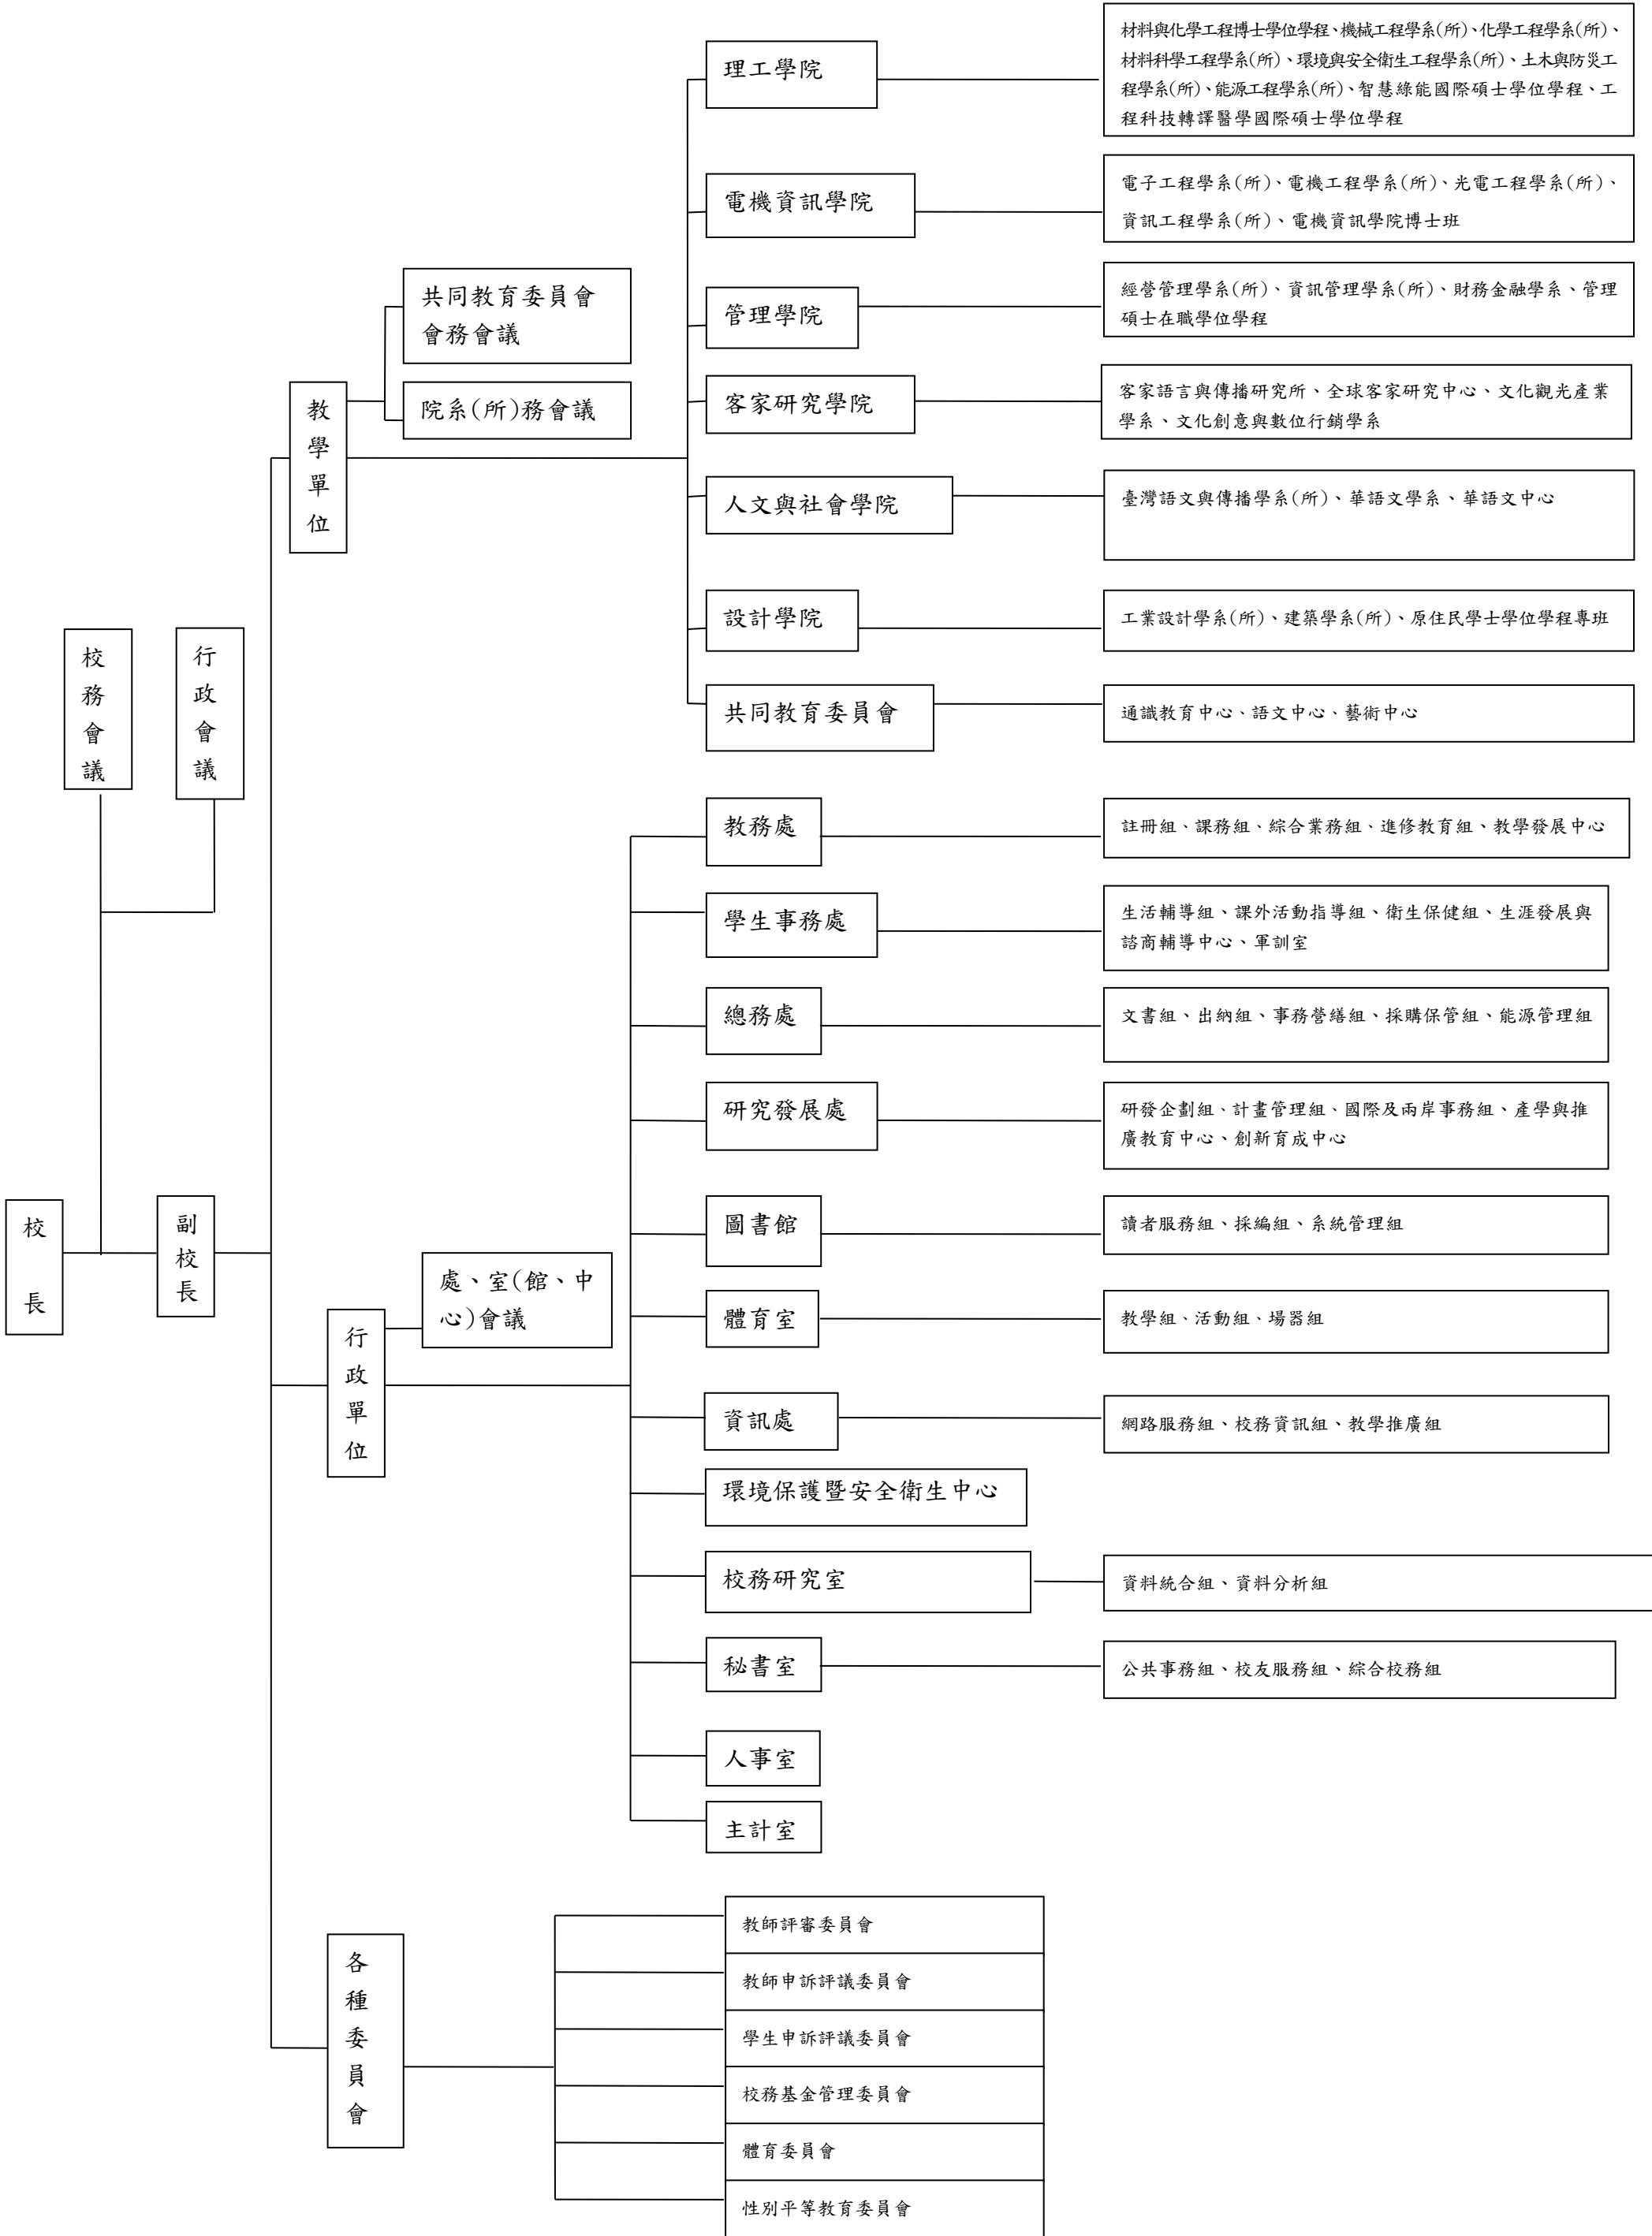 材料與化學工程博士學位學程、機械工程學系(所)、化學工程學系(所)、
材料科學工程學系(所)、環境與安全衛生工程學系(所)、土木與防災工
程學系(所)、能源工程學系(所)、智慧綠能國際碩士學位學程、工
程科技轉譯醫學國際碩士學位學程
理工學院
電機資訊學院
電子工程學系(所)、電機工程學系(所)、光電工程學系(所)、
資訊工程學系(所)、電機資訊學院博士班
共同教育委員會
會務會議
管理學院
經營管理學系(所)、資訊管理學系(所)、財務金融學系、管理
碩士在職學位學程
院系(所)務會議
教學單位
客家研究學院
客家語言與傳播研究所、全球客家研究中心、文化觀光產業
學系、文化創意與數位行銷學系
人文與社會學院
臺灣語文與傳播學系(所)、華語文學系、華語文中心
設計學院
工業設計學系(所)、建築學系(所)、原住民學士學位學程專班
校務會議
行政會議
共同教育委員會
通識教育中心、語文中心、藝術中心
教務處
註冊組、課務組、綜合業務組、進修教育組、教學發展中心
學生事務處
生活輔導組、課外活動指導組、衛生保健組、生涯發展與
諮商輔導中心、軍訓室
總務處
文書組、出納組、事務營繕組、採購保管組、能源管理組
研究發展處
研發企劃組、計畫管理組、國際及兩岸事務組、產學與推
廣教育中心、創新育成中心
校長
副校長
圖書館
讀者服務組、採編組、系統管理組
處、室(館、中
心)會議
體育室
教學組、活動組、場器組
行政單位
資訊處
網路服務組、校務資訊組、教學推廣組
環境保護暨安全衛生中心
校務研究室
資料統合組、資料分析組
秘書室
公共事務組、校友服務組、綜合校務組
人事室
主計室
各種委員會
教師評審委員會
教師申訴評議委員會
學生申訴評議委員會
校務基金管理委員會
體育委員會
性別平等教育委員會